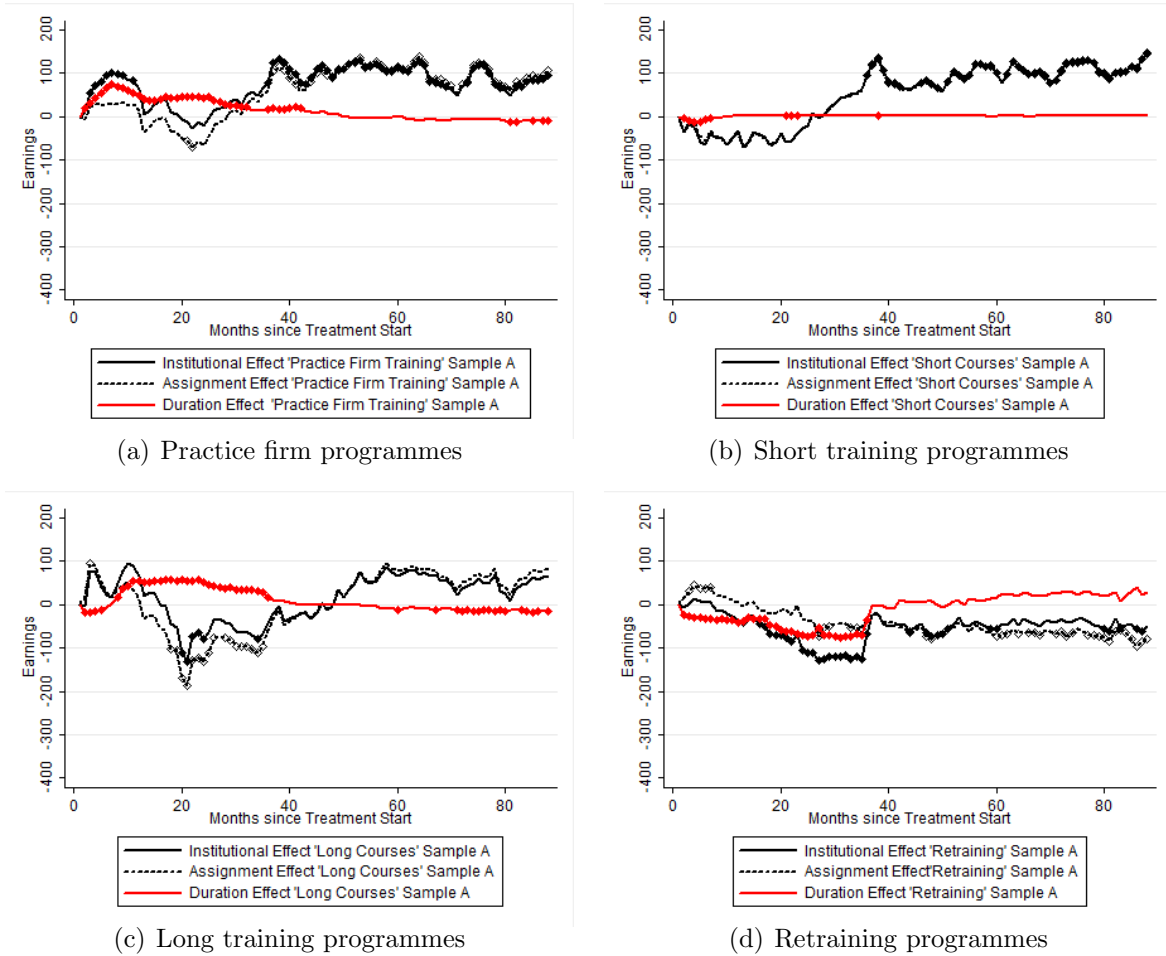 200
100
0
-100
-200
-300
-400
Earnings
0 20 40 60 80
Months since Treatment Start
Institutional Effect 'Practice Firm Training' Sample A
Assignment Effect 'Practice Firm Training' Sample A
Duration Effect 'Practice Firm Training' Sample A
(a) Practice firm programmes
200
100
0
-100
-200
-300
-400
Earnings
0 20 40 60 80
Months since Treatment Start
Institutional Effect 'Short Courses' Sample A
Assignment Effect 'Short Courses' Sample A
Duration Effect 'Short Courses' Sample A
(b) Short training programmes
200
100
0
-100
-200
-300
-400
Earnings
0 20 40 60 80
Months since Treatment Start
Institutional Effect 'Long Courses' Sample A
Assignment Effect 'Long Courses' Sample A
Duration Effect 'Long Courses' Sample A
(c) Long training programmes
200
100
0
-100
-200
-300
-400
Earnings
0 20 40 60 80
Months since Treatment Start
Institutional Effect 'Retraining' Sample A
Assignment Effect'Retraining' Sample A
Duration Effect 'Retraining' Sample A
(d) Retraining programmes